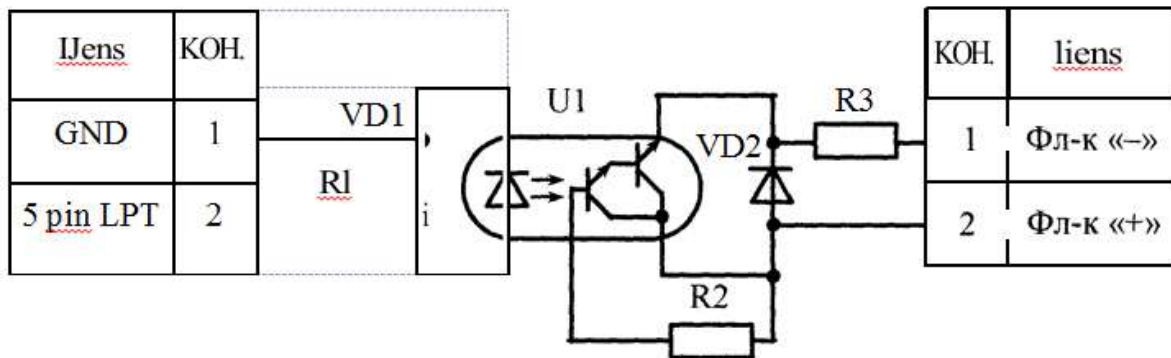 IJens КОН.
GND 1
5 pin LPT 2
VD1
Rl
i
U1
VD2
R3
R2
КОН. liens
1 Фл-к «–»
2 Фл-к «+»